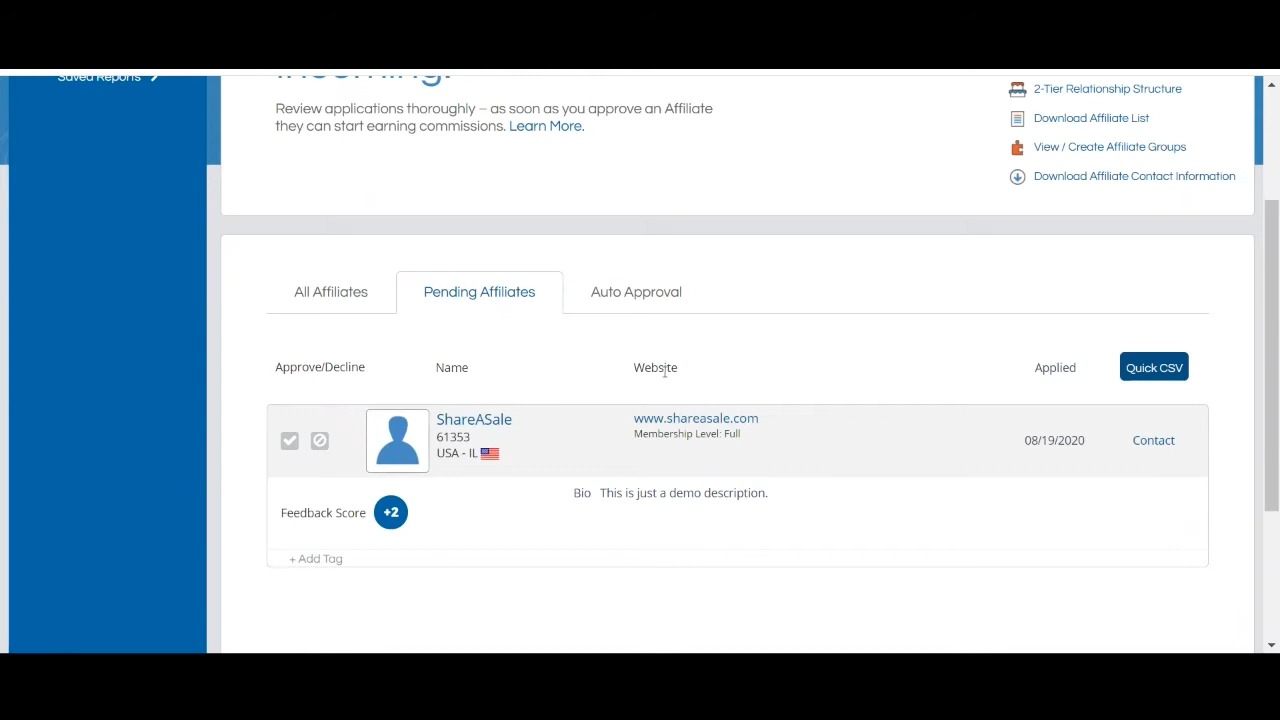 Saved Reports
Incoming.
Review applications thoroughly – as soon as you approve an Affiliate
they can start earning commissions. Learn More.
2-Tier Relationship Structure
Download Affiliate List
View / Create Affiliate Groups
Download Affiliate Contact Information
All Affiliates
Pending Affiliates
Auto Approval
Approve/Decline
Name
Website
Applied
Quick CSV
ShareASale
61353
USA - IL
www.shareasale.com
Membership Level: Full
08/19/2020
Contact
Bio This is just a demo description.
Feedback Score +2
+ Add Tag